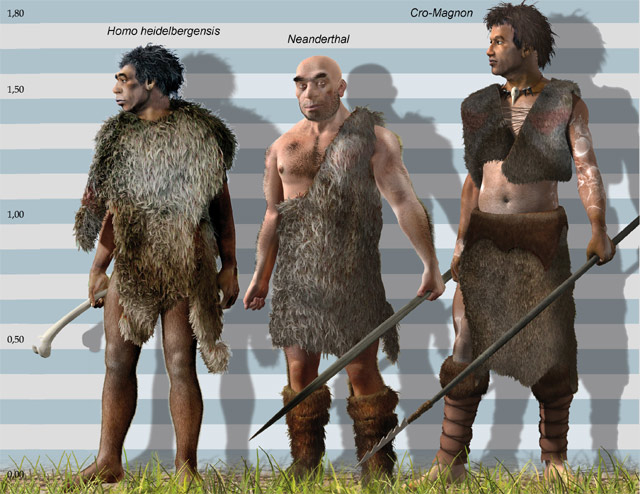 1,80
Cro-Magnon
Homo heidelbergensis
Neanderthal
1,50
1,00
0,50
0,00